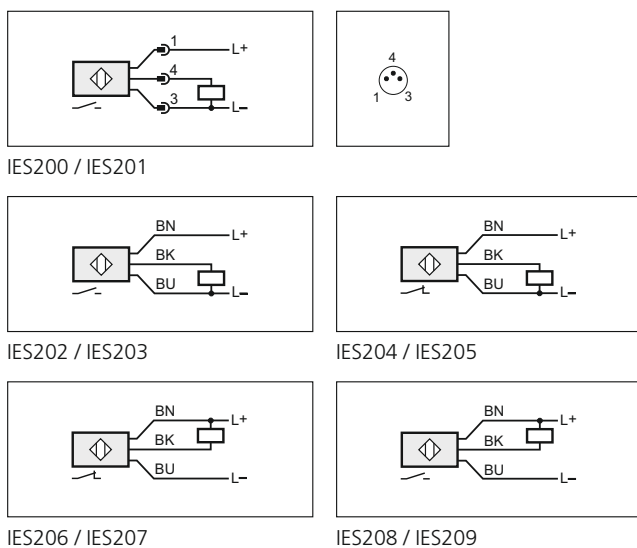 1
L+
4
3
L–
4
1 3
IES200 / IES201
BN
L+
BK
BU
L–
IES202 / IES203
BN
L+
BK
BU
L–
IES204 / IES205
BN
L+
BK
BU
L–
IES206 / IES207
BN
L+
BK
BU
L–
IES208 / IES209